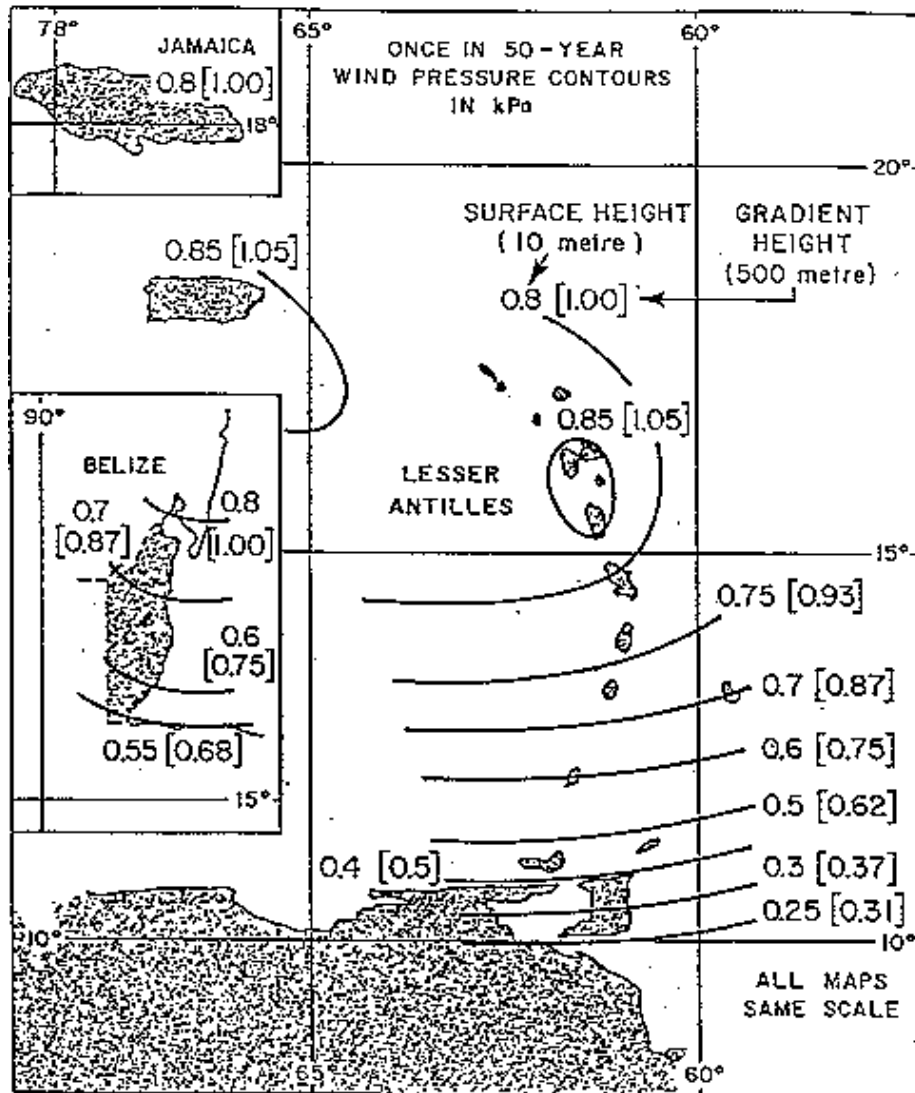 78°
JAMAICA
0.8 [1.00]
18°
65°
60°
ONCE IN 50-YEAR
WIND PRESSURE CONTOURS
IN kPa
20°
SURFACE HEIGHT
(10 metre)
GRADIENT
HEIGHT
(500 metre)
0.85 [1.05]
0.8 [1.00]
90°
BELIZE
0.7
[0.87]
0.8
[1.00]
0.6
[0.75]
0.55 [0.68]
15°
0.85 [1.05]
LESSER
ANTILLES
15°
0.75 [0.93]
0.7 [0.87]
0.6 [0.75]
0.5 [0.62]
0.4 [0.5]
0.3 [0.37]
0.25 [0.31]
10°
10°
ALL MAPS
SAME SCALE
65
60°